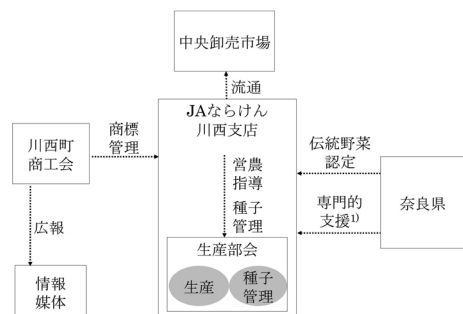 中央卸売市場
流通
JAならけん
川西支店
川西町
商工会
商標
管理
営農
指導
種子
管理
伝統野菜
認定
専門的
支援1)
奈良県
広報
生産部会
生産
種子
管理
情報
媒体